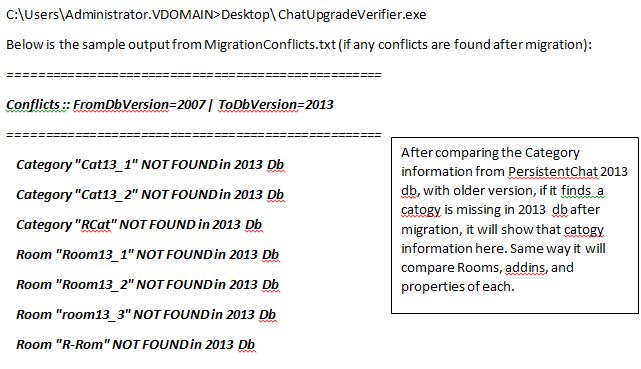 C:\Users\Administrator.VDOMAIN>Desktop\ChatUpgradeVerifier.exe
Below is the sample output from MigrationConflicts.txt (if any conflicts are found after migration):
================================================
Conflicts :: FromDbVersion=2007 | ToDbVersion=2013
================================================
Category "Cat13_1" NOT FOUND in 2013 Db
Category "Cat13_2" NOT FOUND in 2013 Db
Category "RCat" NOT FOUND in 2013 Db
Room "Room13_1" NOT FOUND in 2013 Db
Room "Room13_2" NOT FOUND in 2013 Db
Room "room13_3" NOT FOUND in 2013 Db
Room "R-Rom" NOT FOUND in 2013 Db
After comparing the Category
information from PersistentChat 2013
db, with older version, if it finds a
catogy is missing in 2013 db after
migration, it will show that catogy
information here. Same way it will
compare Rooms, addins, and
properties of each.